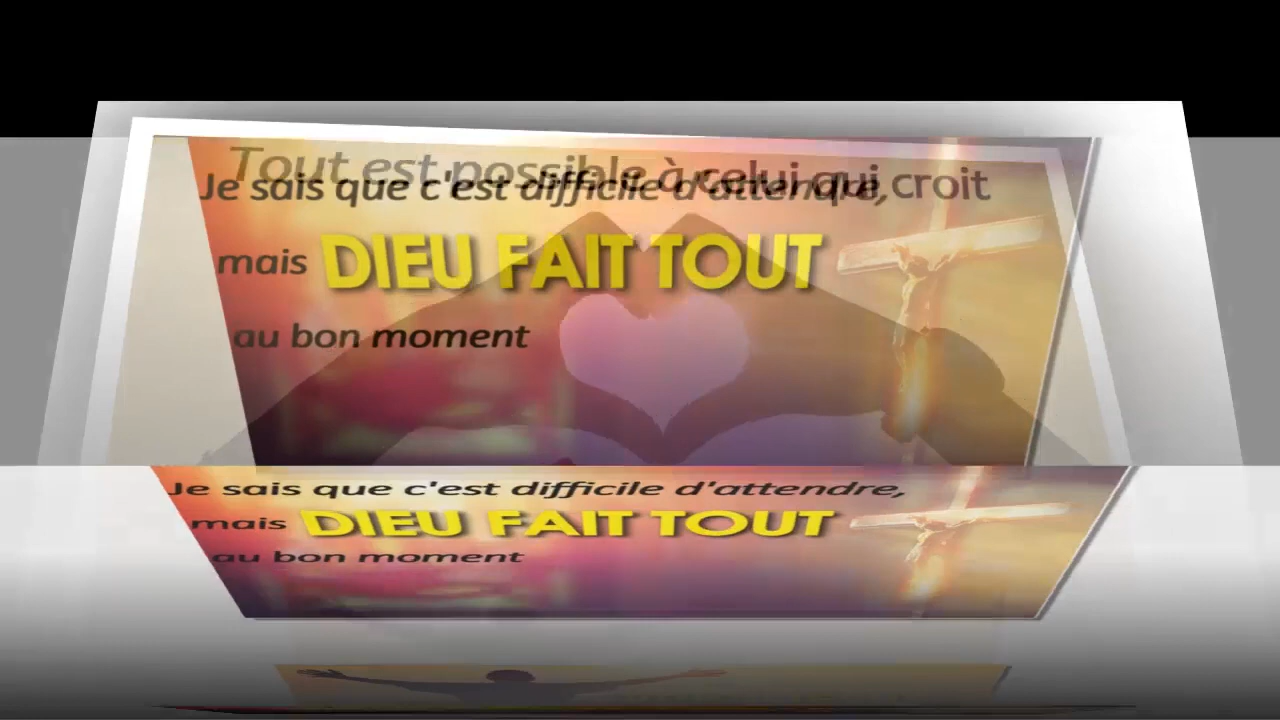 Tout est possible à celui qui croit
Je sais que c'est difficile d'attendre,
mais DIEU FAIT TOUT
au bon moment
Je sais que c'est difficile d'attendre,
mais DIEU FAIT TOUT
au bon moment